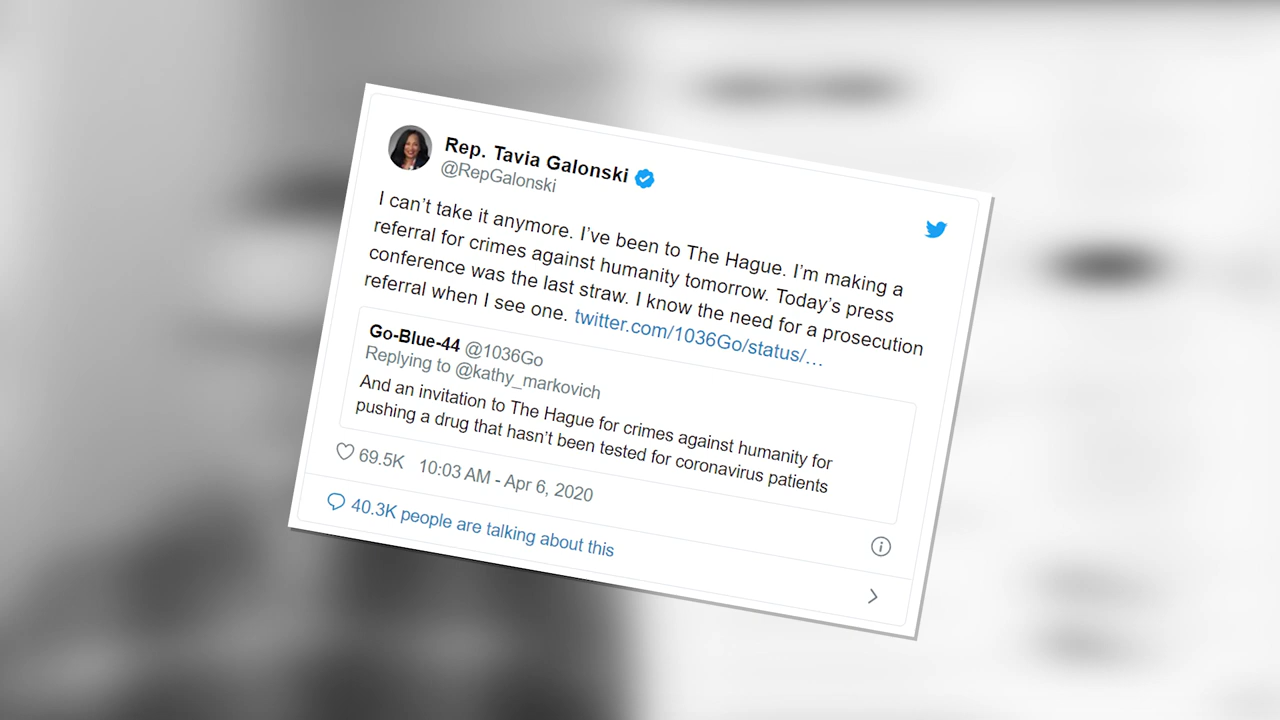 Rep. Tavia Galonski
@RepGalonski
I can't take it anymore. I've been to The Hague. I'm making a
referral for crimes against humanity tomorrow. Today's press
conference was the last straw. I know the need for a prosecution
referral when I see one. twitter.com/1036Go/status/…
Go-Blue-44 @1036Go
Replying to @kathy_markovich
And an invitation to The Hague for crimes against humanity for
pushing a drug that hasn't been tested for coronavirus patients
69.5K 10:03 AM - Apr 6, 2020
40.3K people are talking about this